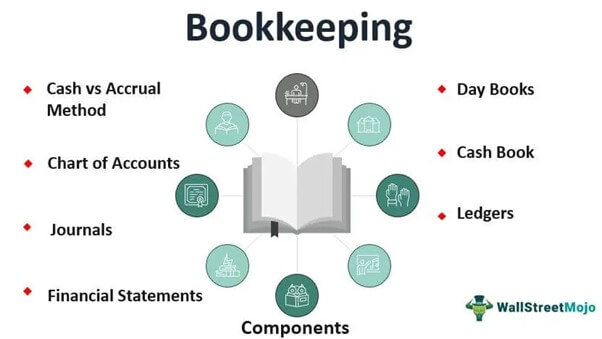 Bookkeeping
Cash vs Accrual
Method
Chart of Accounts
Journals
Financial Statements
Day Books
Cash Book
Ledgers
Components
WallStreetMojo